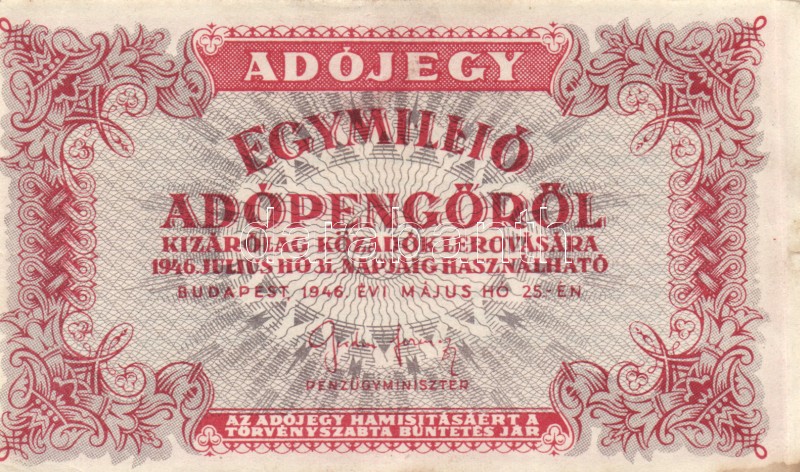 ADÓJEGY
EGYMILLIÓ
ADÓPENGŐRŐL
KIZÁRÓLAG KÖZADÓK LEROVÁSÁRA
1946. JÚLIUS HÓ 31. NAPJÁIG HASZNÁLHATÓ
BUDAPEST, 1946. ÉVI MÁJUS HÓ 25-ÉN
PÉNZÜGYMINISZTER
AZ ADÓJEGY HAMISÍTÁSÁÉRT A
TÖRVÉNYSZABTA BÜNTETÉS JÁR